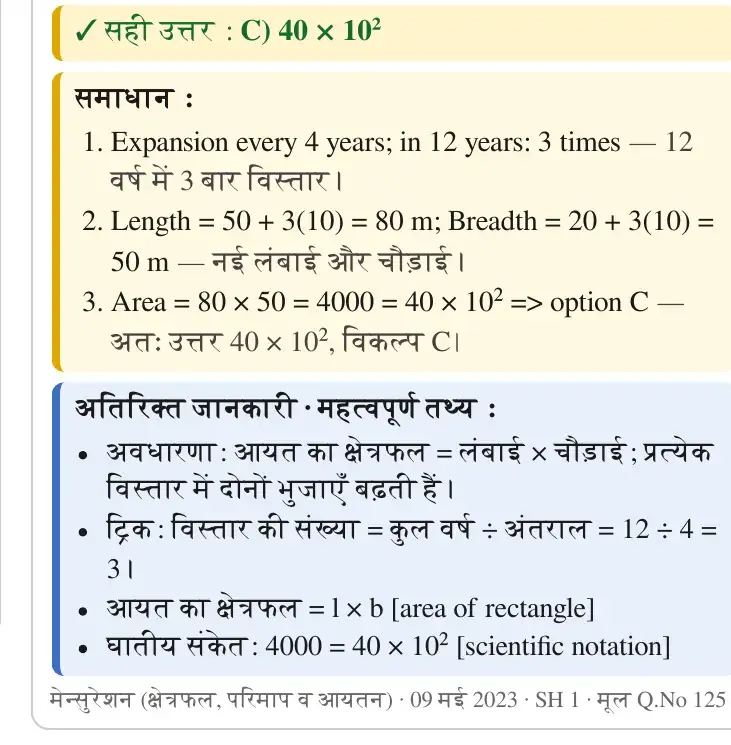 ✓ सही उत्तर : C) 40 × 10²
समाधान :
1. Expansion every 4 years; in 12 years: 3 times — 12
वर्ष में 3 बार विस्तार।
2. Length = 50 + 3(10) = 80 m; Breadth = 20 + 3(10) =
50 m — नई लंबाई और चौड़ाई।
3. Area = 80 × 50 = 4000 = 40 × 10² => option C —
अतः उत्तर 40 × 10², विकल्प C।
अतिरिक्त जानकारी · महत्वपूर्ण तथ्य :
• अवधारणा : आयत का क्षेत्रफल = लंबाई × चौड़ाई ; प्रत्येक
विस्तार में दोनों भुजाएँ बढ़ती हैं।
• ट्रिक : विस्तार की संख्या = कुल वर्ष ÷ अंतराल = 12 ÷ 4 =
3।
• आयत का क्षेत्रफल = l × b [area of rectangle]
• घातीय संकेत : 4000 = 40 × 10² [scientific notation]
मेन्सुरेशन (क्षेत्रफल, परिमाप व आयतन) · 09 मई 2023 · SH 1 · मूल Q.No 125